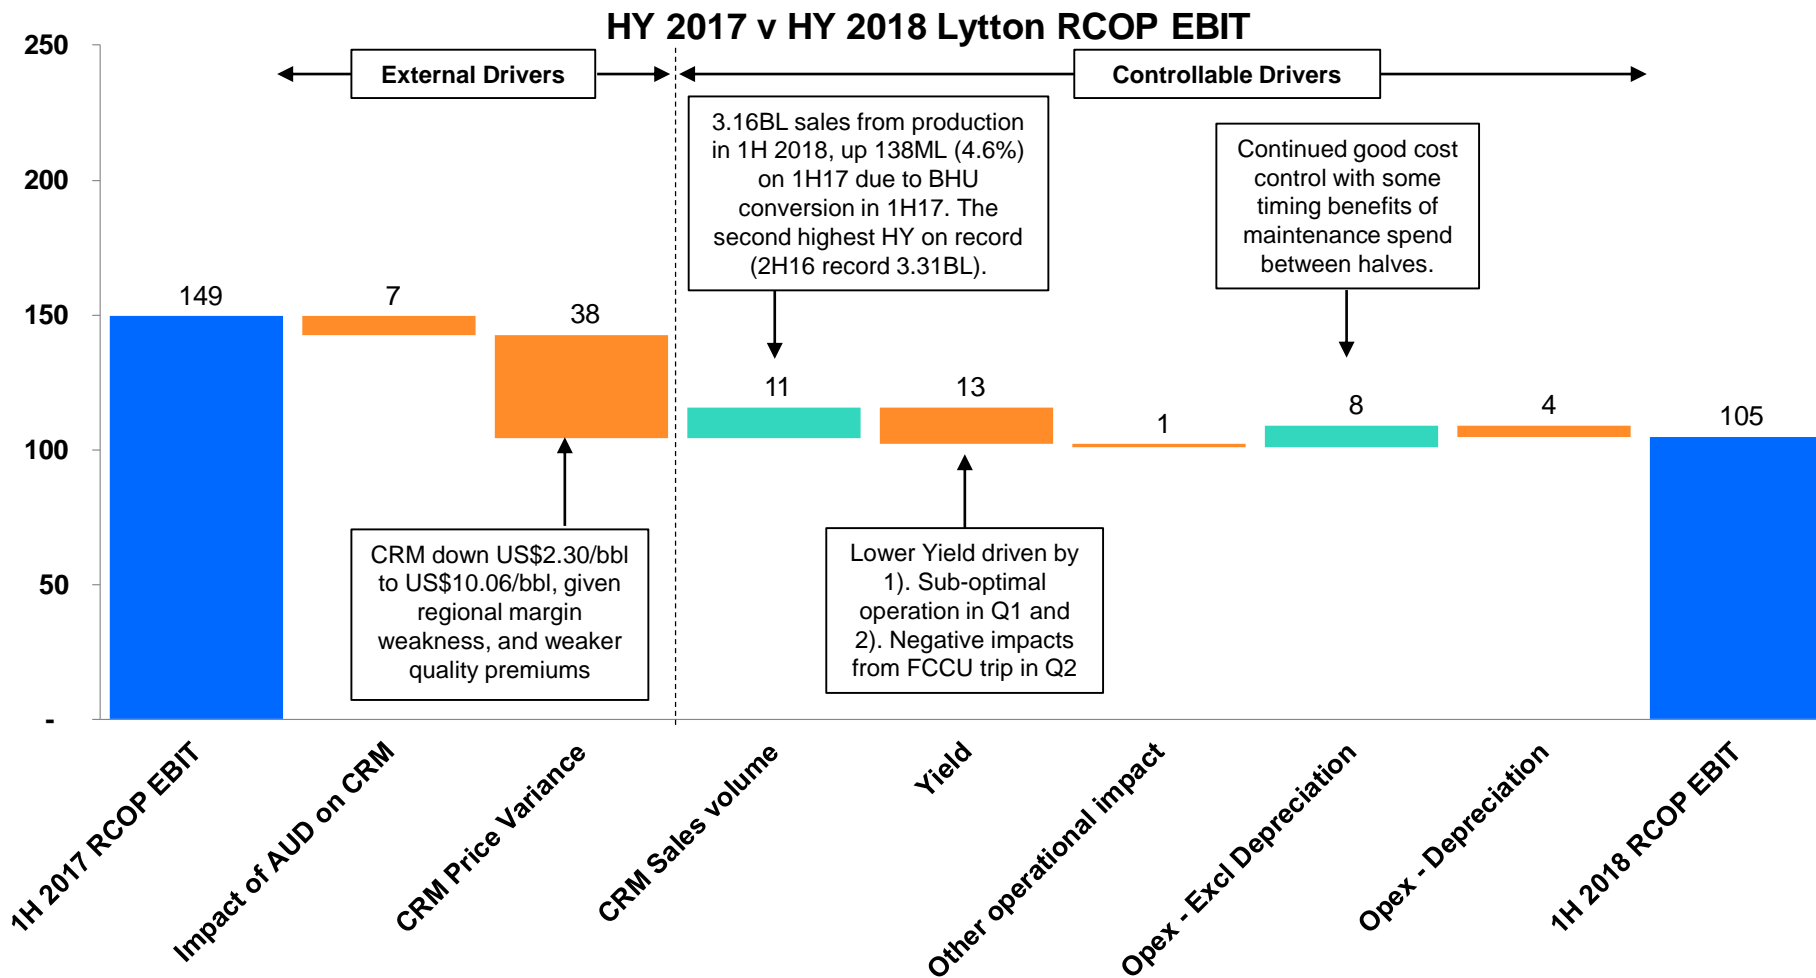 HY 2017 v HY 2018 Lytton RCOP EBIT
250
200
150
100
50
-
External Drivers
Controllable Drivers
3.16BL sales from production
in 1H 2018, up 138ML (4.6%)
on 1H17 due to BHU
conversion in 1H17. The
second highest HY on record
(2H16 record 3.31BL).
Continued good cost
control with some
timing benefits of
maintenance spend
between halves.
149
7
38
11
13
1
8
4
105
CRM down US$2.30/bbl
to US$10.06/bbl, given
regional margin
weakness, and weaker
quality premiums
Lower Yield driven by
1). Sub-optimal
operation in Q1 and
2). Negative impacts
from FCCU trip in Q2
1H 2017 RCOP EBIT
Impact of AUD on CRM
CRM Price Variance
CRM Sales volume
Yield
Other operational impact
Opex - Excl Depreciation
Opex - Depreciation
1H 2018 RCOP EBIT